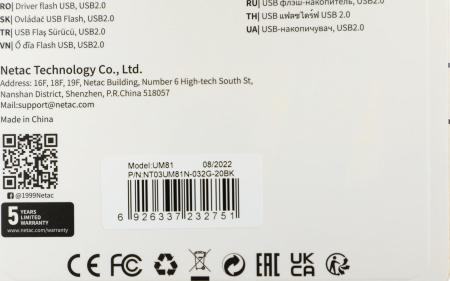 RO| Driver flash USB, USB2.0
SK| Ovládač USB Flash, USB2.0
TR| USB Flaş Sürücü, USB2.0
VN| Ổ đĩa Flash USB, USB2.0
RU| USB флэш-накопитель, USB2.0
TH| USB แฟลชไดร์ฟ USB 2.0
UA| USB-накопичувач, USB2.0
Netac Technology Co., Ltd.
Address: 16F, 18F, 19F, Netac Building, Number 6 High-tech South St,
Nanshan District, Shenzhen, P.R.China 518057
Mail:support@netac.com
Made in China
@1999Netac
5 YEARS
LIMITED
WARRANTY
www.netac.com/warranty
Model:UM81 08/2022
P/N:NT03UM81N-032G-20BK
6 926337 232751
CE FC EAC UK
CA